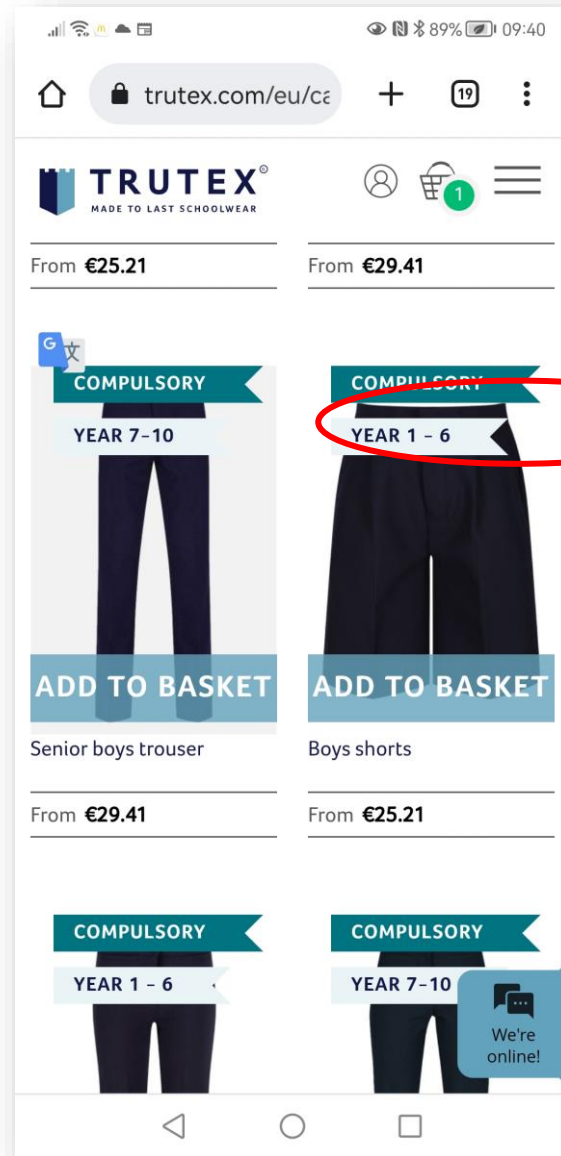 89% 09:40
trutex.com/eu/ca
19
TRUTEX
MADE TO LAST SCHOOLWEAR
1
From €25.21
From €29.41
G 文
COMPULSORY
YEAR 7-10
ADD TO BASKET
Senior boys trouser
From €29.41
COMPULSORY
YEAR 1 - 6
ADD TO BASKET
Boys shorts
From €25.21
COMPULSORY
YEAR 1 - 6
COMPULSORY
YEAR 7-10
We're
online!